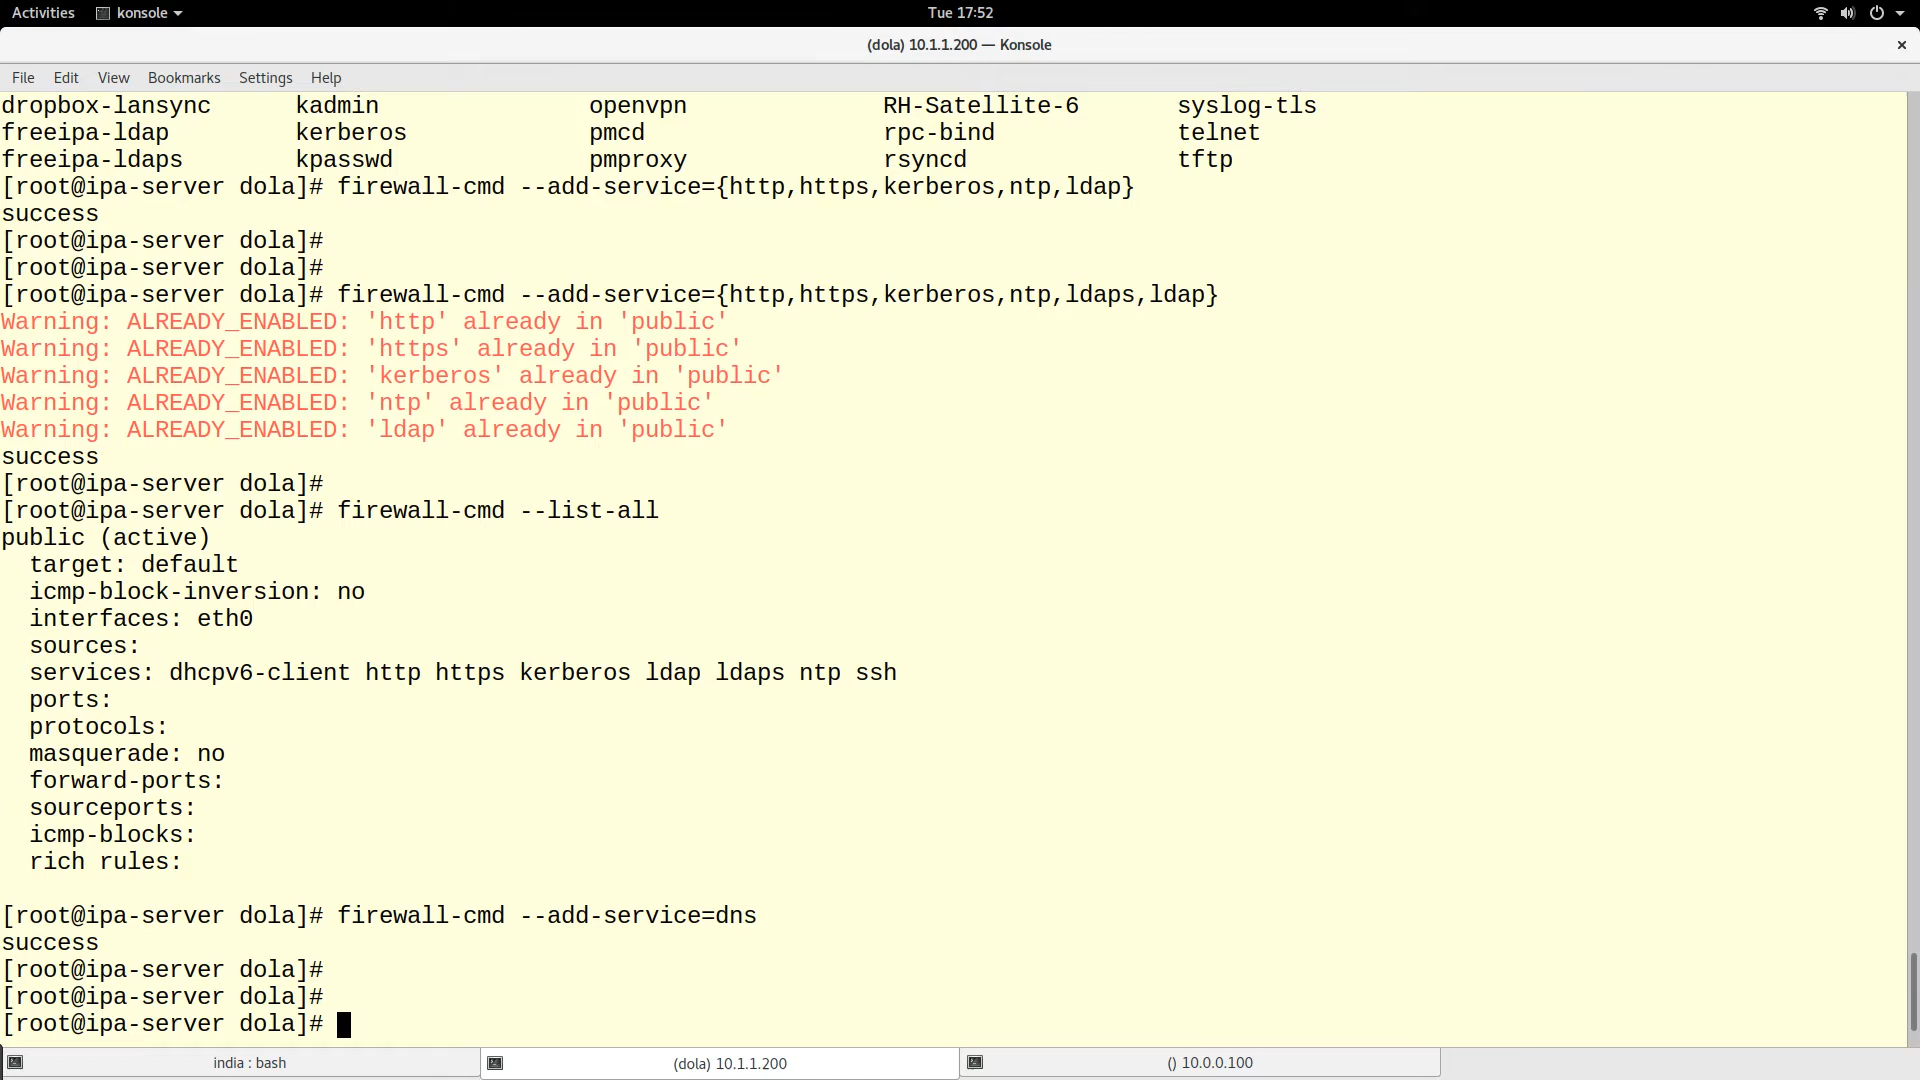 Activities konsole Tue 17:52
(dola) 10.1.1.200 — Konsole
File Edit View Bookmarks Settings Help
dropbox-lansync kadmin openvpn RH-Satellite-6 syslog-tls
freeipa-ldap kerberos pmcd rpc-bind telnet
freeipa-ldaps kpasswd pmproxy rsyncd tftp
[root@ipa-server dola]# firewall-cmd --add-service={http,https,kerberos,ntp,ldap}
success
[root@ipa-server dola]#
[root@ipa-server dola]#
[root@ipa-server dola]# firewall-cmd --add-service={http,https,kerberos,ntp,ldaps,ldap}
Warning: ALREADY_ENABLED: 'http' already in 'public'
Warning: ALREADY_ENABLED: 'https' already in 'public'
Warning: ALREADY_ENABLED: 'kerberos' already in 'public'
Warning: ALREADY_ENABLED: 'ntp' already in 'public'
Warning: ALREADY_ENABLED: 'ldap' already in 'public'
success
[root@ipa-server dola]#
[root@ipa-server dola]# firewall-cmd --list-all
public (active)
  target: default
  icmp-block-inversion: no
  interfaces: eth0
  sources:
  services: dhcpv6-client http https kerberos ldap ldaps ntp ssh
  ports:
  protocols:
  masquerade: no
  forward-ports:
  sourceports:
  icmp-blocks:
  rich rules:
[root@ipa-server dola]# firewall-cmd --add-service=dns
success
[root@ipa-server dola]#
[root@ipa-server dola]#
[root@ipa-server dola]#
india : bash (dola) 10.1.1.200 () 10.0.0.100